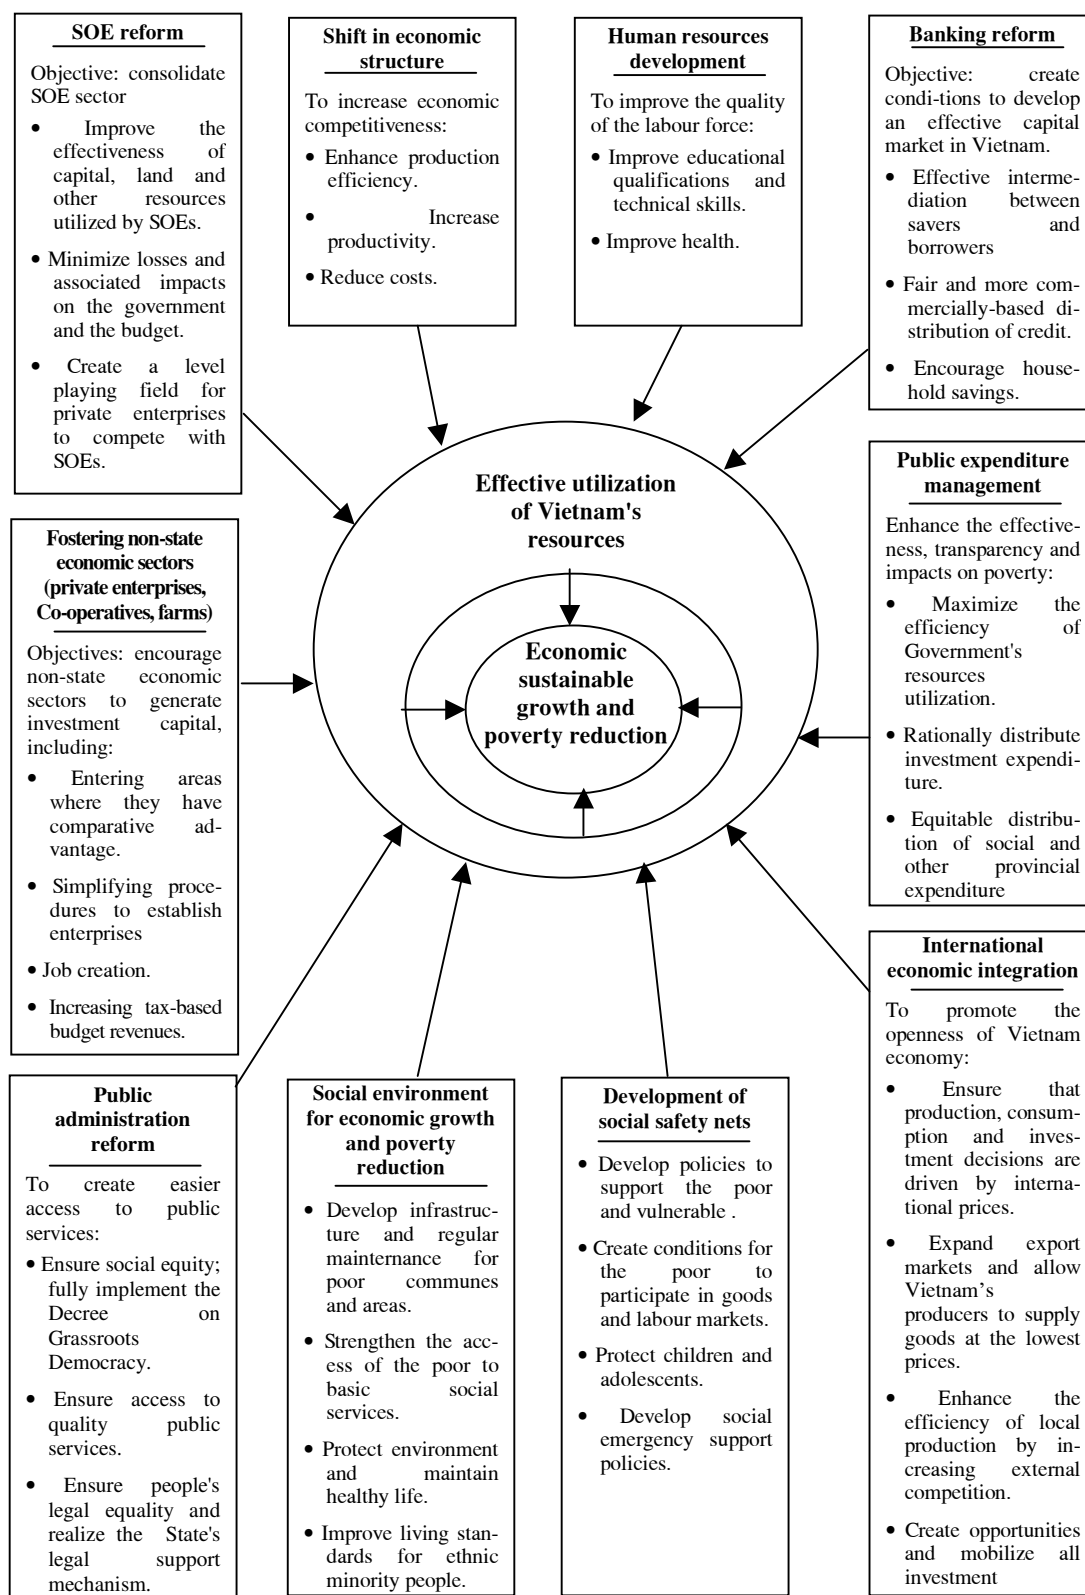 SOE reform
Objective: consolidate
SOE sector
• Improve the
effectiveness of
capital, land and
other resources
utilized by SOEs.
• Minimize losses and
associated impacts
on the government
and the budget.
• Create a level
playing field for
private enterprises
to compete with
SOEs.
Shift in economic
structure
To increase economic
competitiveness:
• Enhance production
efficiency.
• Increase
productivity.
• Reduce costs.
Human resources
development
To improve the quality
of the labour force:
• Improve educational
qualifications and
technical skills.
• Improve health.
Banking reform
Objective: create
condi-tions to develop
an effective capital
market in Vietnam.
• Effective interme-
diation between
savers and
borrowers
• Fair and more com-
mercially-based di-
stribution of credit.
• Encourage house-
hold savings.
Effective utilization
of Vietnam's
resources
Economic
sustainable
growth and
poverty reduction
Fostering non-state
economic sectors
(private enterprises,
Co-operatives, farms)
Objectives: encourage
non-state economic
sectors to generate
investment capital,
including:
• Entering areas
where they have
comparative ad-
vantage.
• Simplifying proce-
dures to establish
enterprises
• Job creation.
• Increasing tax-based
budget revenues.
Public expenditure
management
Enhance the effective-
ness, transparency and
impacts on poverty:
• Maximize the
efficiency of
Government's
resources
utilization.
• Rationally distribute
investment expendi-
ture.
• Equitable distribu-
tion of social and
other provincial
expenditure
Public
administration
reform
To create easier
access to public
services:
• Ensure social equity;
fully implement the
Decree on
Grassroots
Democracy.
• Ensure access to
quality public
services.
• Ensure people's
legal equality and
realize the State's
legal support
mechanism.
Social environment
for economic growth
and poverty
reduction
• Develop infrastruc-
ture and regular
mainternance for
poor communes
and areas.
• Strengthen the acc-
ess of the poor to
basic social
services.
• Protect environment
and maintain
healthy life.
• Improve living stan-
dards for ethnic
minority people.
Development of
social safety nets
• Develop policies to
support the poor
and vulnerable .
• Create conditions for
the poor to
participate in goods
and labour markets.
• Protect children and
adolescents.
• Develop social
emergency support
policies.
International
economic integration
To promote the
openness of Vietnam
economy:
• Ensure that
production, consum-
ption and inves-
tment decisions are
driven by interna-
tional prices.
• Expand export
markets and allow
Vietnam’s
producers to supply
goods at the lowest
prices.
• Enhance the
efficiency of local
production by in-
creasing external
competition.
• Create opportunities
and mobilize all
investment